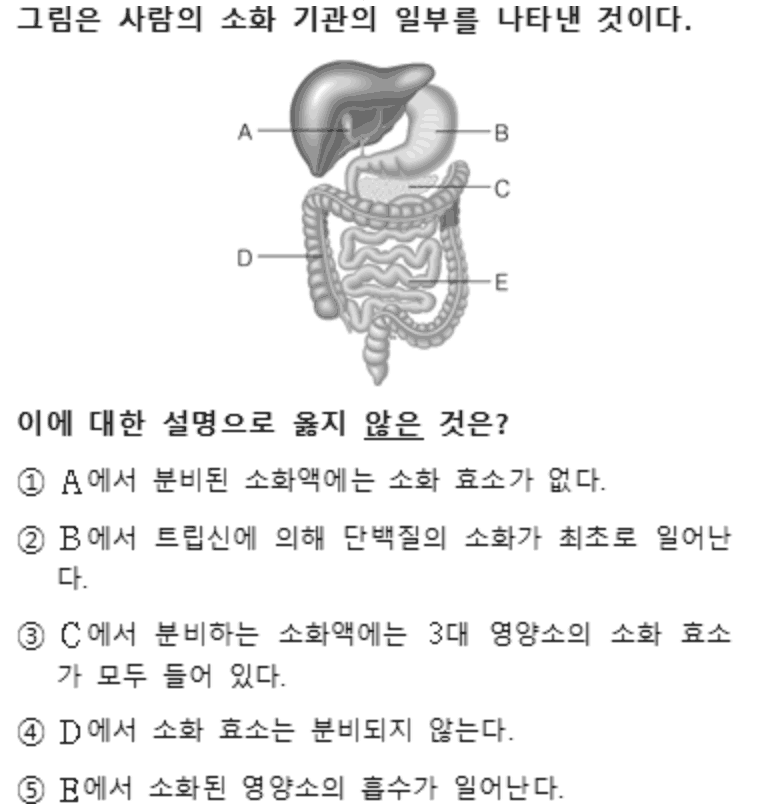 그림은 사람의 소화 기관의 일부를 나타낸 것이다.
A
B
C
D
E
이에 대한 설명으로 옳지 않은 것은?
① A에서 분비된 소화액에는 소화 효소가 없다.
② B에서 트립신에 의해 단백질의 소화가 최초로 일어난
다.
③ C에서 분비하는 소화액에는 3대 영양소의 소화 효소
가 모두 들어 있다.
④ D에서 소화 효소는 분비되지 않는다.
⑤ E에서 소화된 영양소의 흡수가 일어난다.